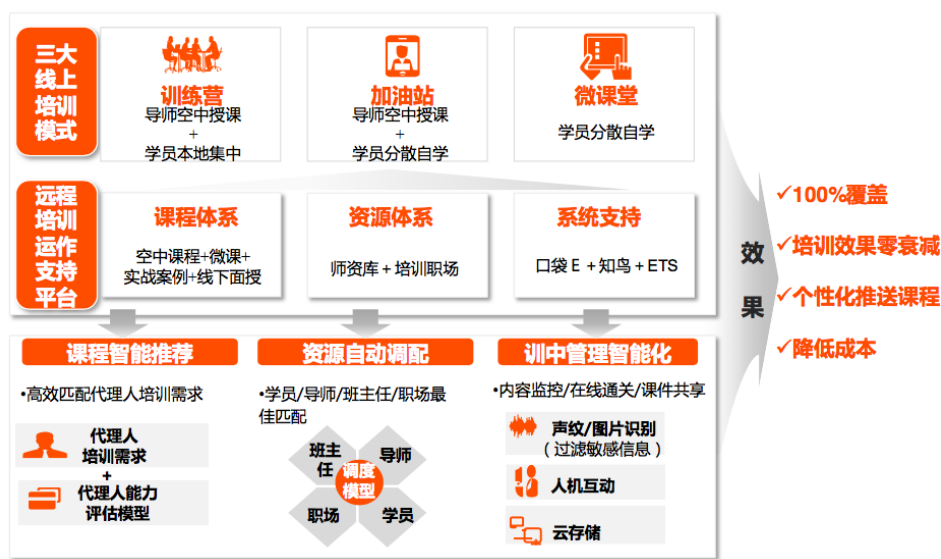 三大
线上
培训
模式
训练营
导师空中授课
+
学员本地集中
加油站
导师空中授课
+
学员分散自学
微课堂
学员分散自学
远程
培训
运作
支持
平台
课程体系
空中课程+微课+
实战案例+线下面授
资源体系
师资库+培训职场
系统支持
口袋E+知鸟+ETS
效
果
✓100%覆盖
✓培训效果零衰减
✓个性化推送课程
✓降低成本
课程智能推荐
•高效匹配代理人培训需求
代理人
培训需求
+
代理人能力
评估模型
资源自动调配
•学员/导师/班主任/职场最
佳匹配
班主
任
导师
调度
模型
职场
学员
训中管理智能化
•内容监控/在线通关/课件共享
声纹/图片识别
（过滤敏感信息）
人机互动
云存储